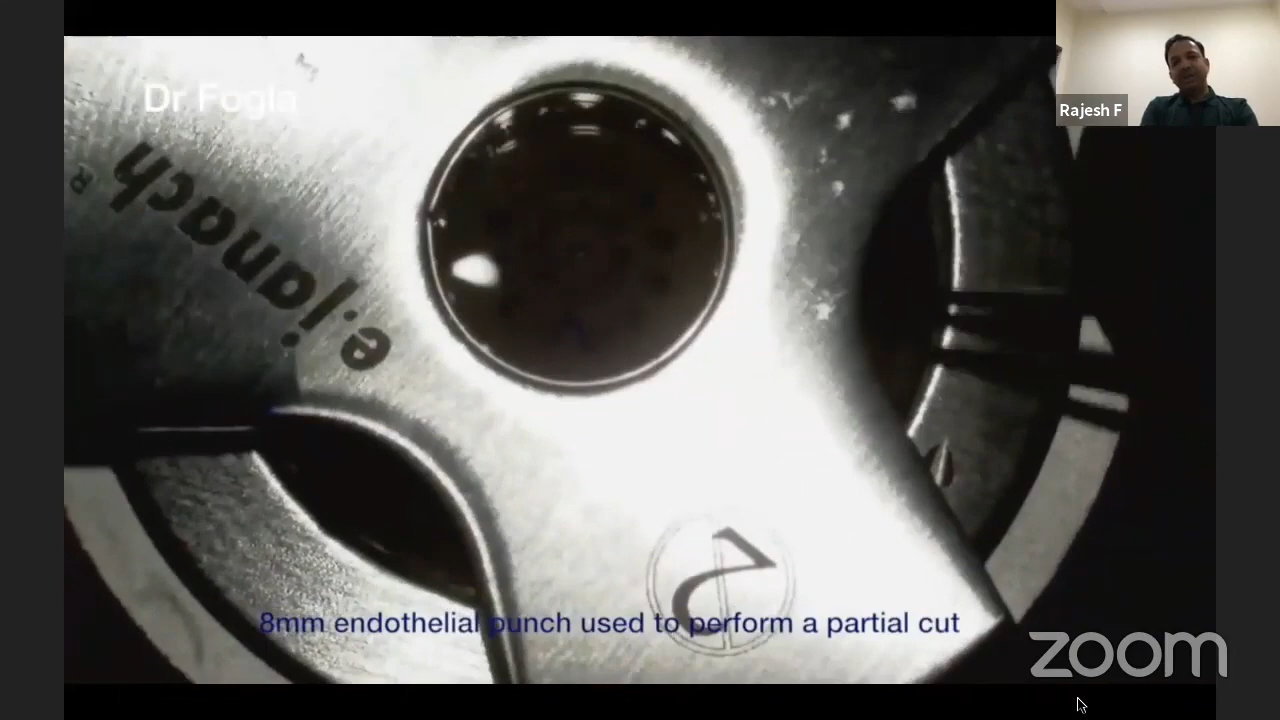 Dr Fogla
Rajesh F
e.janach
R
8mm endothelial punch used to perform a partial cut
zoom